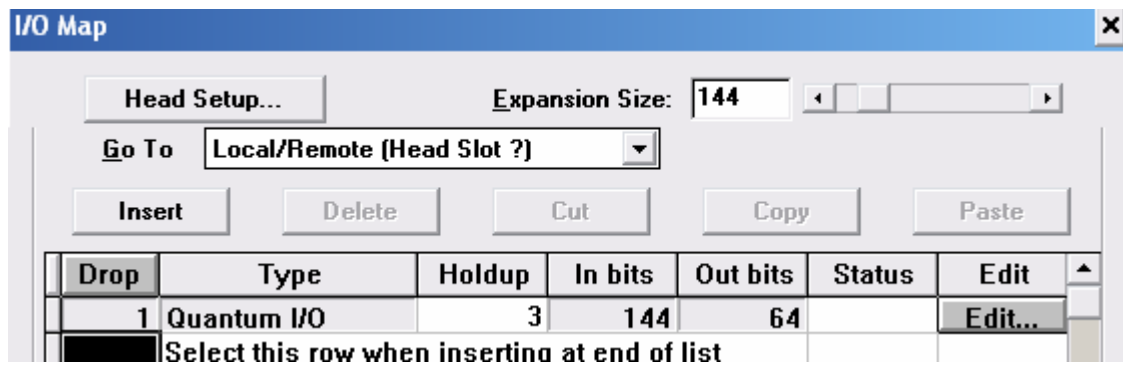 I/O Map
Head Setup... Expansion Size: 144
Go To Local/Remote (Head Slot ?)
Insert Delete Cut Copy Paste
Drop Type Holdup In bits Out bits Status Edit
1 Quantum I/O 3 144 64 Edit...
Select this row when inserting at end of list